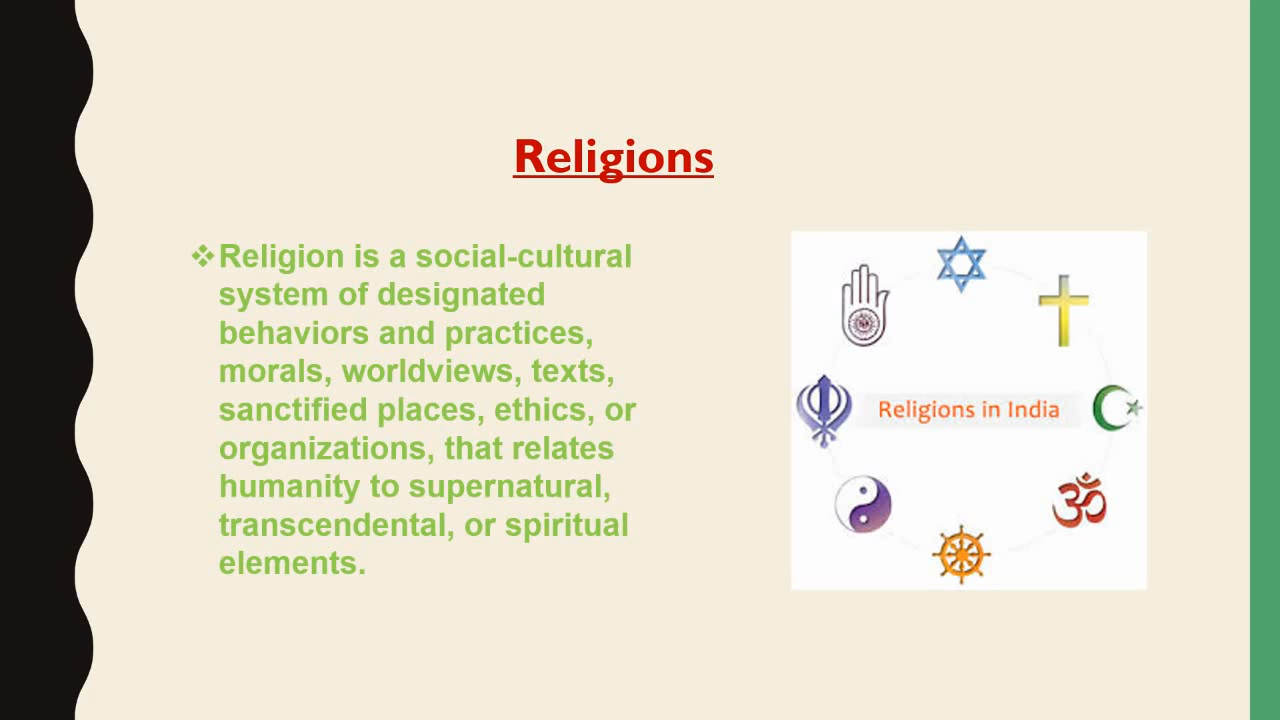 Religions
❖Religion is a social-cultural
system of designated
behaviors and practices,
morals, worldviews, texts,
sanctified places, ethics, or
organizations, that relates
humanity to supernatural,
transcendental, or spiritual
elements.
Religions in India
ॐ